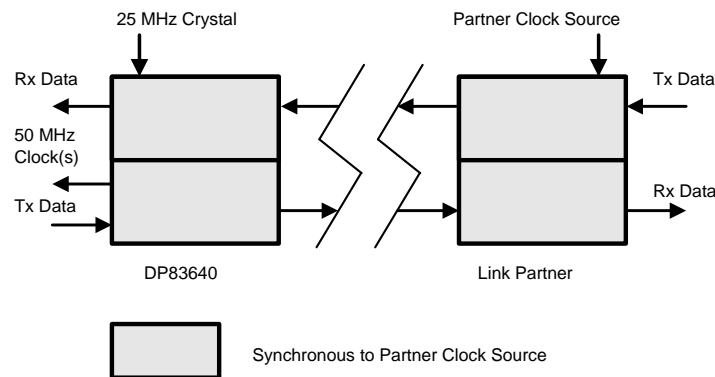 25 MHz Crystal
Partner Clock Source
Rx Data
Tx Data
50 MHz
Clock(s)
Tx Data
Rx Data
DP83640
Link Partner
Synchronous to Partner Clock Source